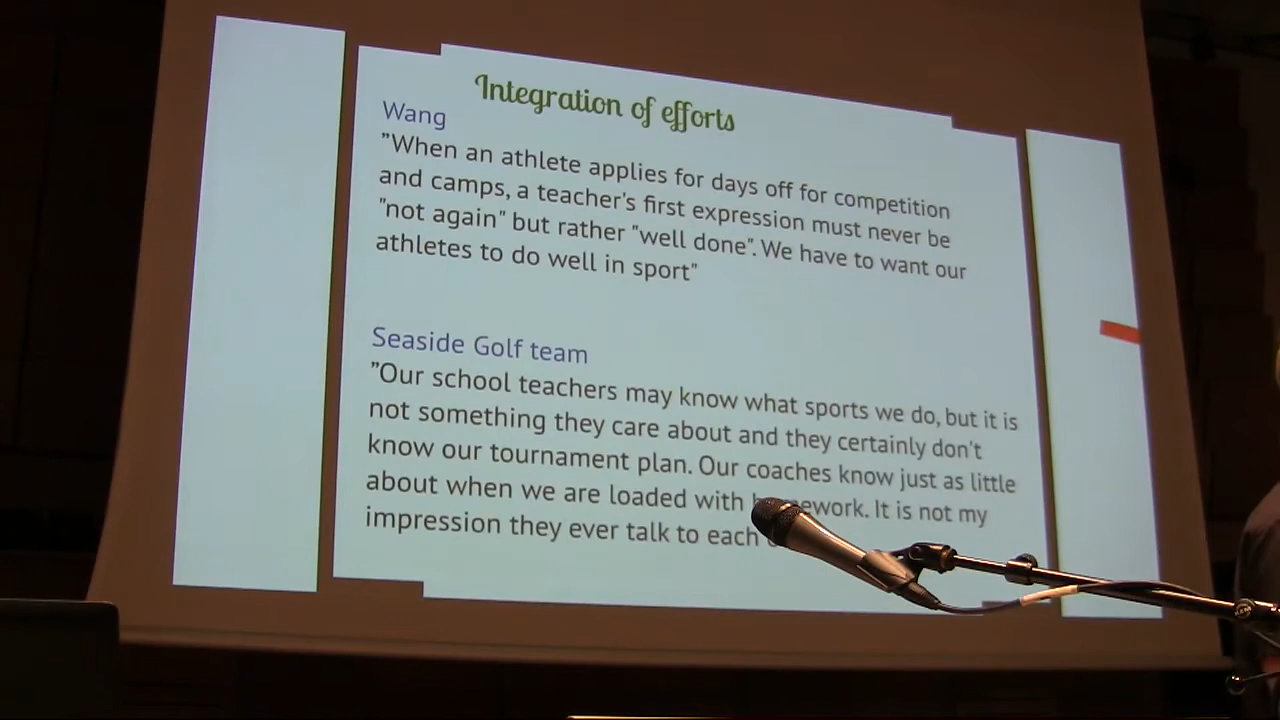 Integration of efforts
Wang
”When an athlete applies for days off for competition
and camps, a teacher's first expression must never be
"not again" but rather "well done". We have to want our
athletes to do well in sport"
Seaside Golf team
”Our school teachers may know what sports we do, but it is
not something they care about and they certainly don't
know our tournament plan. Our coaches know just as little
about when we are loaded with homework. It is not my
impression they ever talk to each